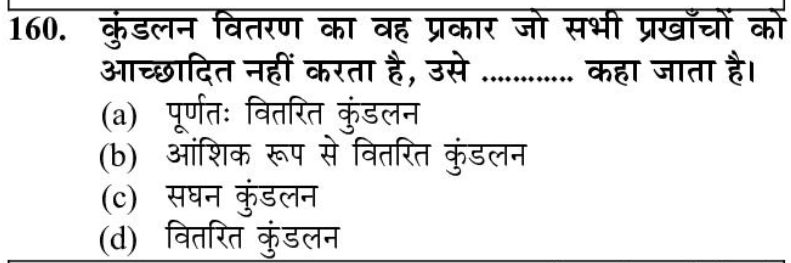 160. कुंडलन वितरण का वह प्रकार जो सभी प्रखाँचों को
आच्छादित नहीं करता है, उसे ............ कहा जाता है।
(a) पूर्णतः वितरित कुंडलन
(b) आंशिक रूप से वितरित कुंडलन
(c) सघन कुंडलन
(d) वितरित कुंडलन